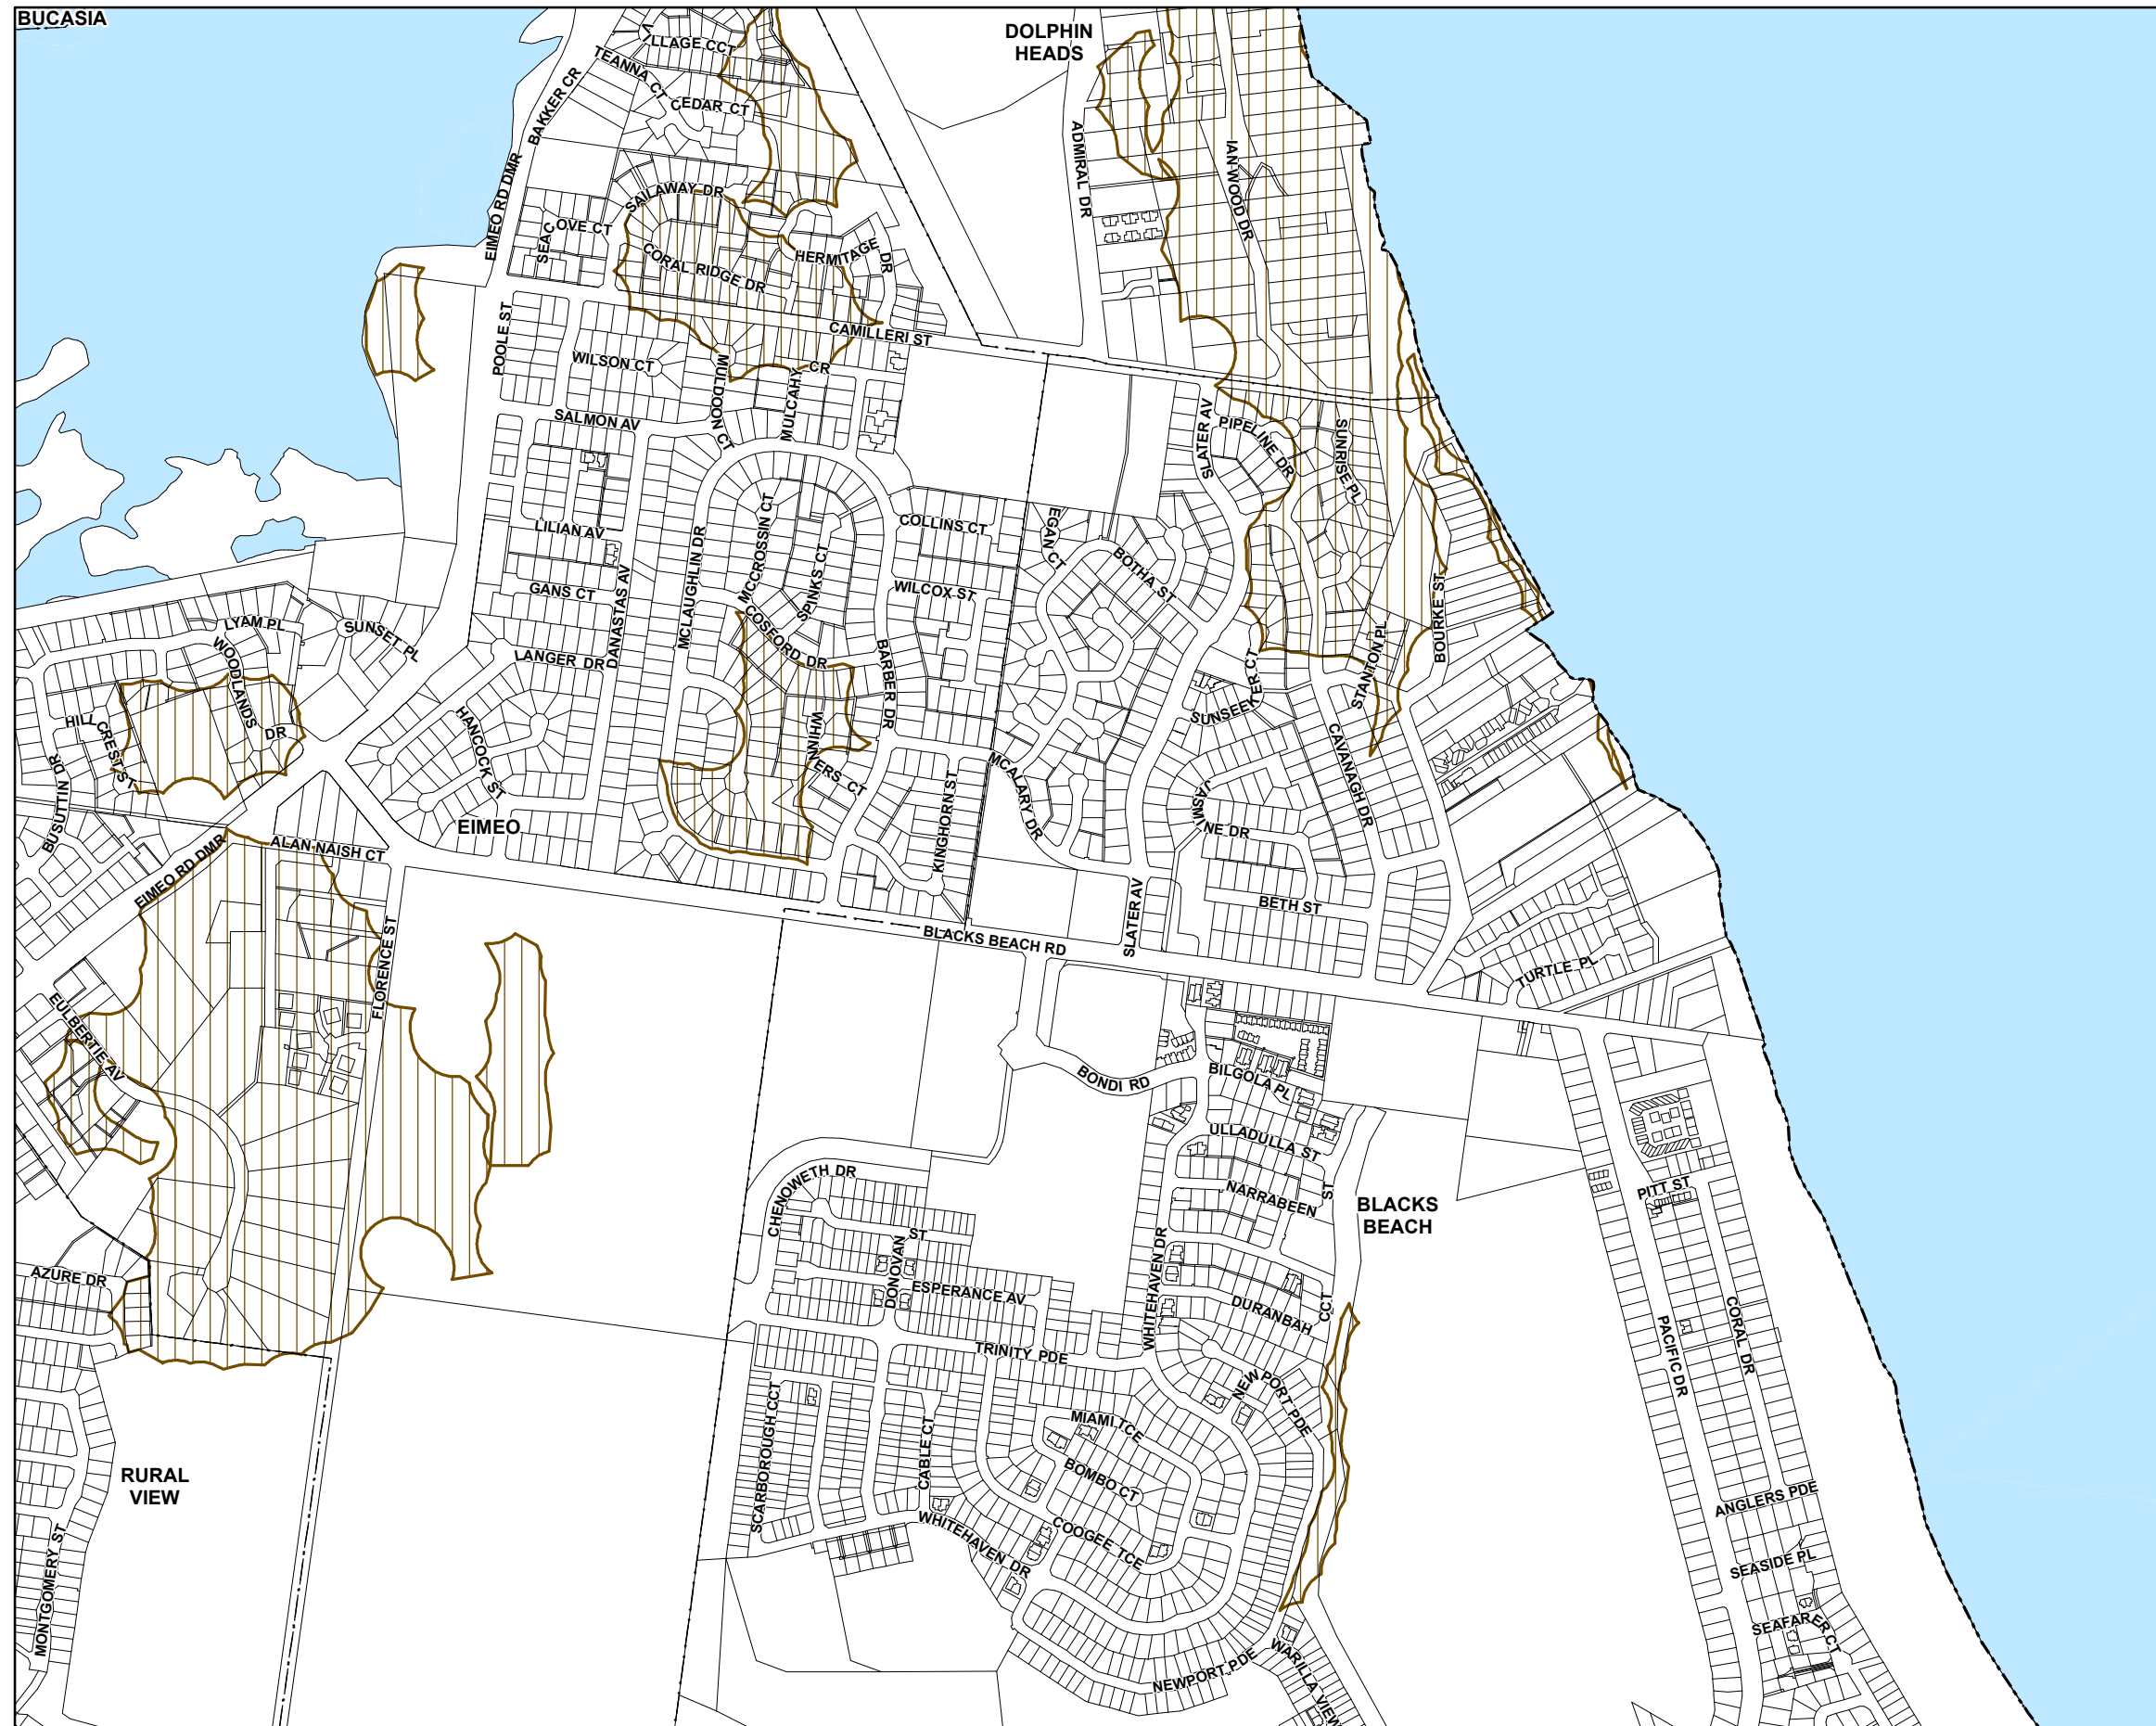 BUCASIA
DOLPHIN
HEADS
VILLAGE CCT
TEANNA CT
BAKKER CR
CEDAR CT
ADMIRAL DR
IAN WOOD DR
EIMEO RD DMR
SAILAWAY DR
SEACOVE CT
HERMITAGE DR
CORAL RIDGE DR
CAMILLERI ST
POOLE ST
WILSON CT
MULDOON CT
MULCAHY CR
SALMON AV
SLATER AV
PIPELINE DR
SUNRISE PL
COLLINS CT
EGAN CT
LILIAN AV
MCLAUGHLIN DR
MCCROSSIN CT
SPINKS CT
BOTHA ST
GANS CT
WILCOX ST
DANASTAS AV
COSFORD DR
BARBER DR
BOURKE ST
STANTON PL
LYAM PL
SUNSET PL
WOODLANDS DR
LANGER DR
SUNSEEKER CT
HILLCREST ST
HANCOCK ST
WHINNERS CT
CAVANAGH DR
BUSUTTIN DR
MCALARY DR
KINGHORN ST
JASMINE DR
EIMEO
ALAN NAISH CT
EIMEO RD DMR
BETH ST
SLATER AV
FLORENCE ST
BLACKS BEACH RD
TURTLE PL
EULBERTIE AV
BONDI RD
BILGOLA PL
ULLADULLA ST
CHENOWETH DR
NARRABEEN ST
PITT ST
BLACKS
BEACH
DONOVAN ST
WHITEHAVEN DR
AZURE DR
ESPERANCE AV
DURANBAH CCT
TRINITY PDE
PACIFIC DR
CORAL DR
NEWPORT PDE
SCARBOROUGH CCT
CABLE CT
MIAMI TCE
BOMBO CT
RURAL
VIEW
ANGLERS PDE
WHITEHAVEN DR
COOGEE TCE
SEASIDE PL
MONTGOMERY ST
SEAFARER CT
NEWPORT PDE
WARILLA VIEW